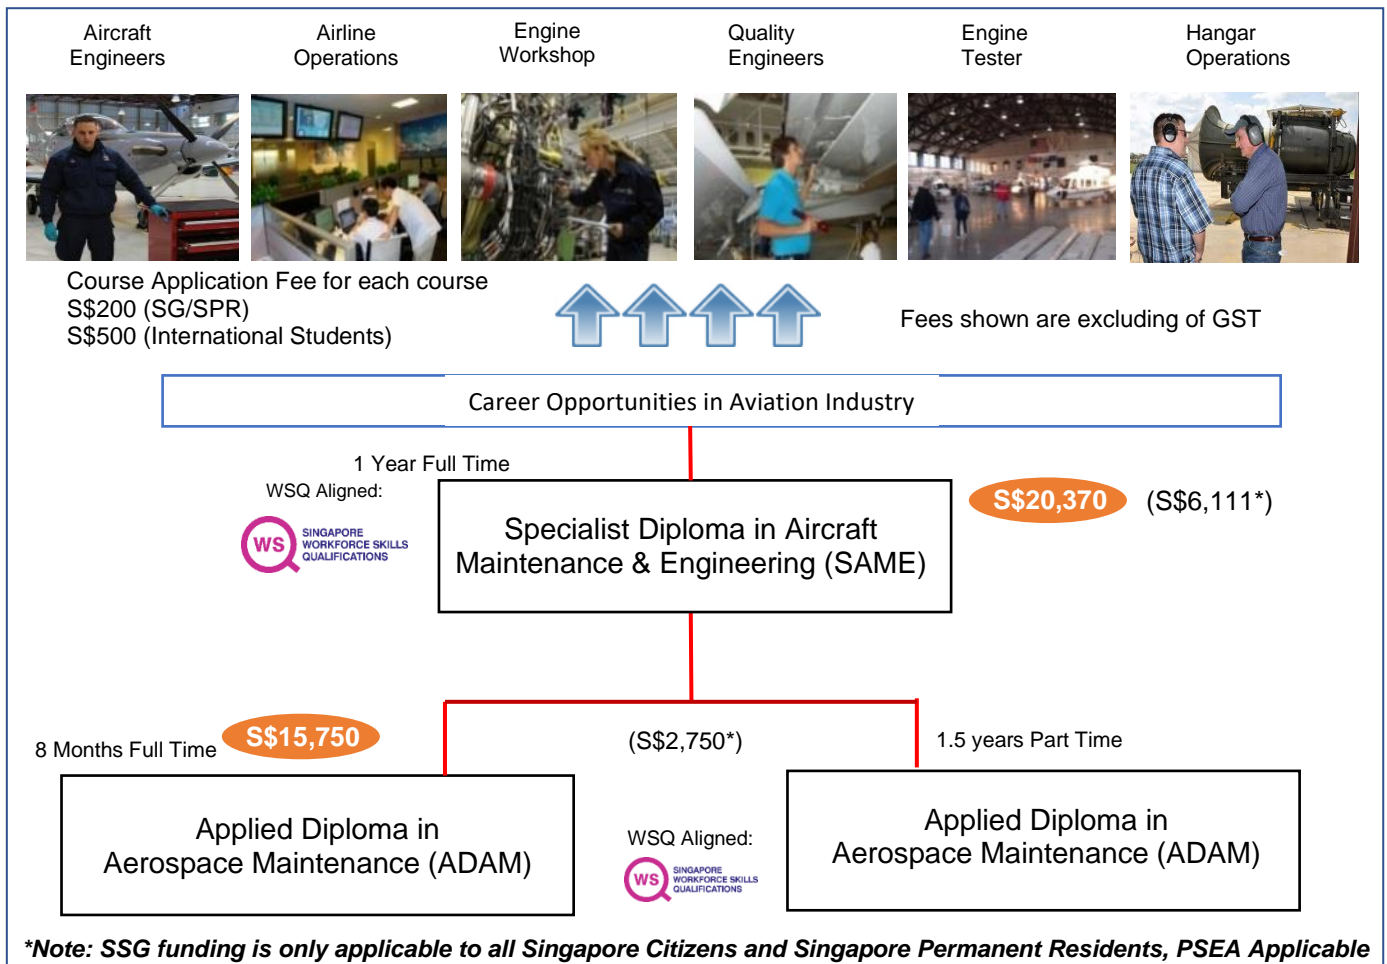 Aircraft
Engineers
Airline
Operations
Engine
Workshop
Quality
Engineers
Engine
Tester
Hangar
Operations
Course Application Fee for each course
S$200 (SG/SPR)
S$500 (International Students)
Fees shown are excluding of GST
Career Opportunities in Aviation Industry
1 Year Full Time
WSQ Aligned:
WS
SINGAPORE
WORKFORCE SKILLS
QUALIFICATIONS
Specialist Diploma in Aircraft
Maintenance & Engineering (SAME)
S$20,370 (S$6,111*)
8 Months Full Time
S$15,750
(S$2,750*)
1.5 years Part Time
Applied Diploma in
Aerospace Maintenance (ADAM)
WSQ Aligned:
WS
SINGAPORE
WORKFORCE SKILLS
QUALIFICATIONS
Applied Diploma in
Aerospace Maintenance (ADAM)
*Note: SSG funding is only applicable to all Singapore Citizens and Singapore Permanent Residents, PSEA Applicable